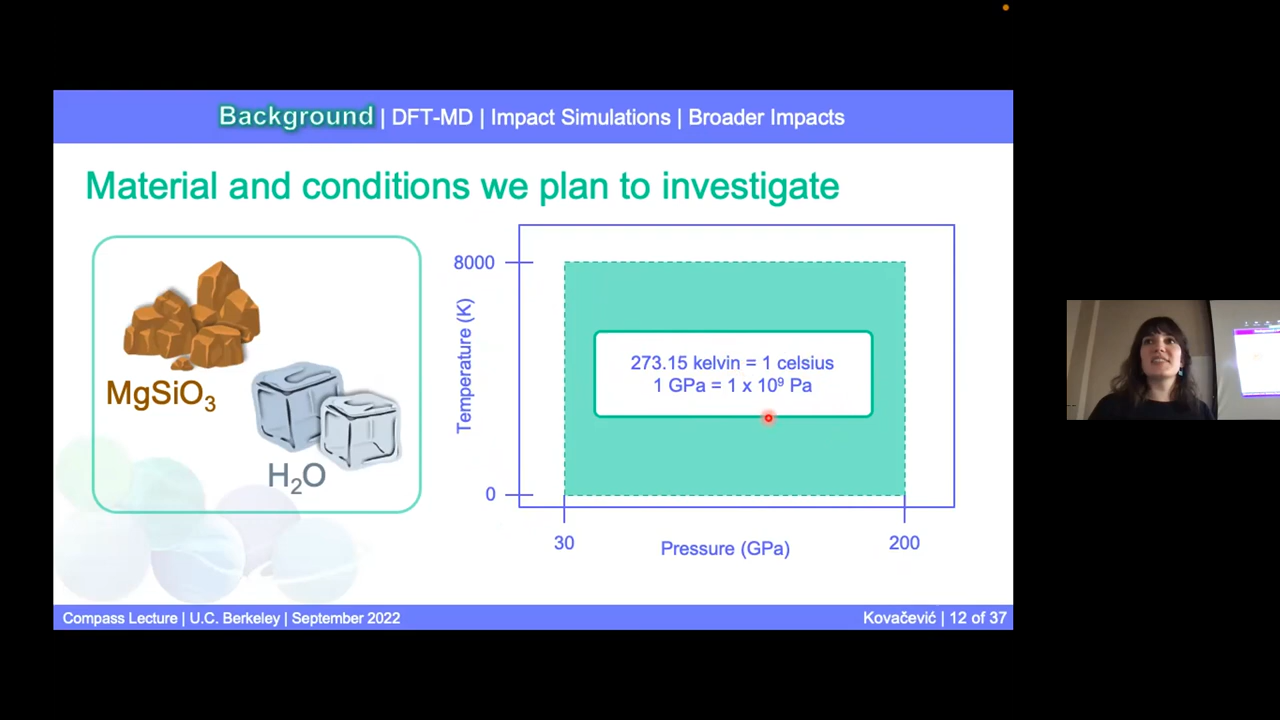 Background | DFT-MD | Impact Simulations | Broader Impacts
Material and conditions we plan to investigate
MgSiO₃
H₂O
Temperature (K)
8000
0
273.15 kelvin = 1 celsius
1 GPa = 1 x 10⁹ Pa
30
200
Pressure (GPa)
Compass Lecture | U.C. Berkeley | September 2022
Kovačević | 12 of 37